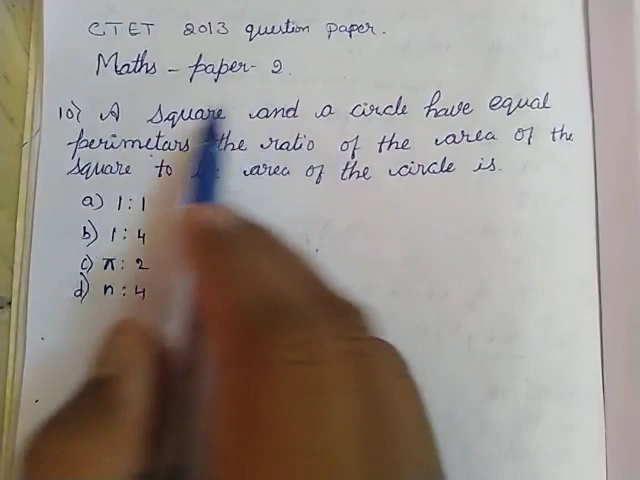 CTET 2013 question paper.
Maths - paper - 2.
10) A square and a circle have equal
perimetars the ratio of the area of the
square to area of the circle is.
a) 1 : 1
b) 1 : 4
c) π : 2
d) n : 4